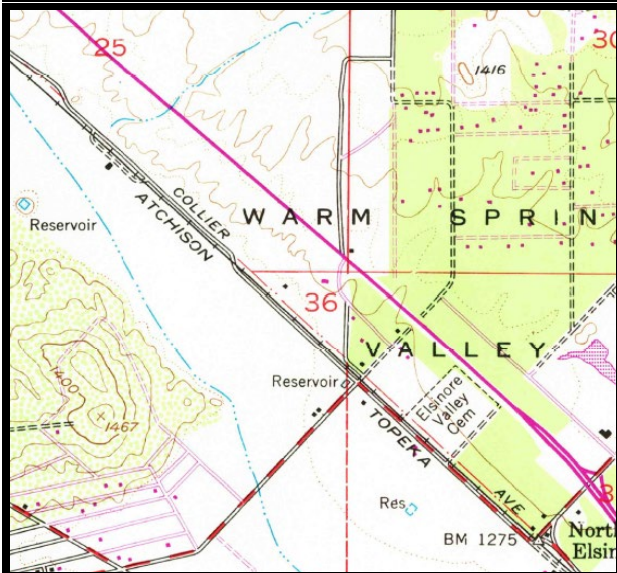 25
30
1416
COLLIER
ATCHISON
WARM SPRIN
Reservoir
36
VALLEY
1400
1467
Reservoir
Elsinore
Valley
Cem
TOPEKA
AVE
Res
BM 1275
North
Elsin